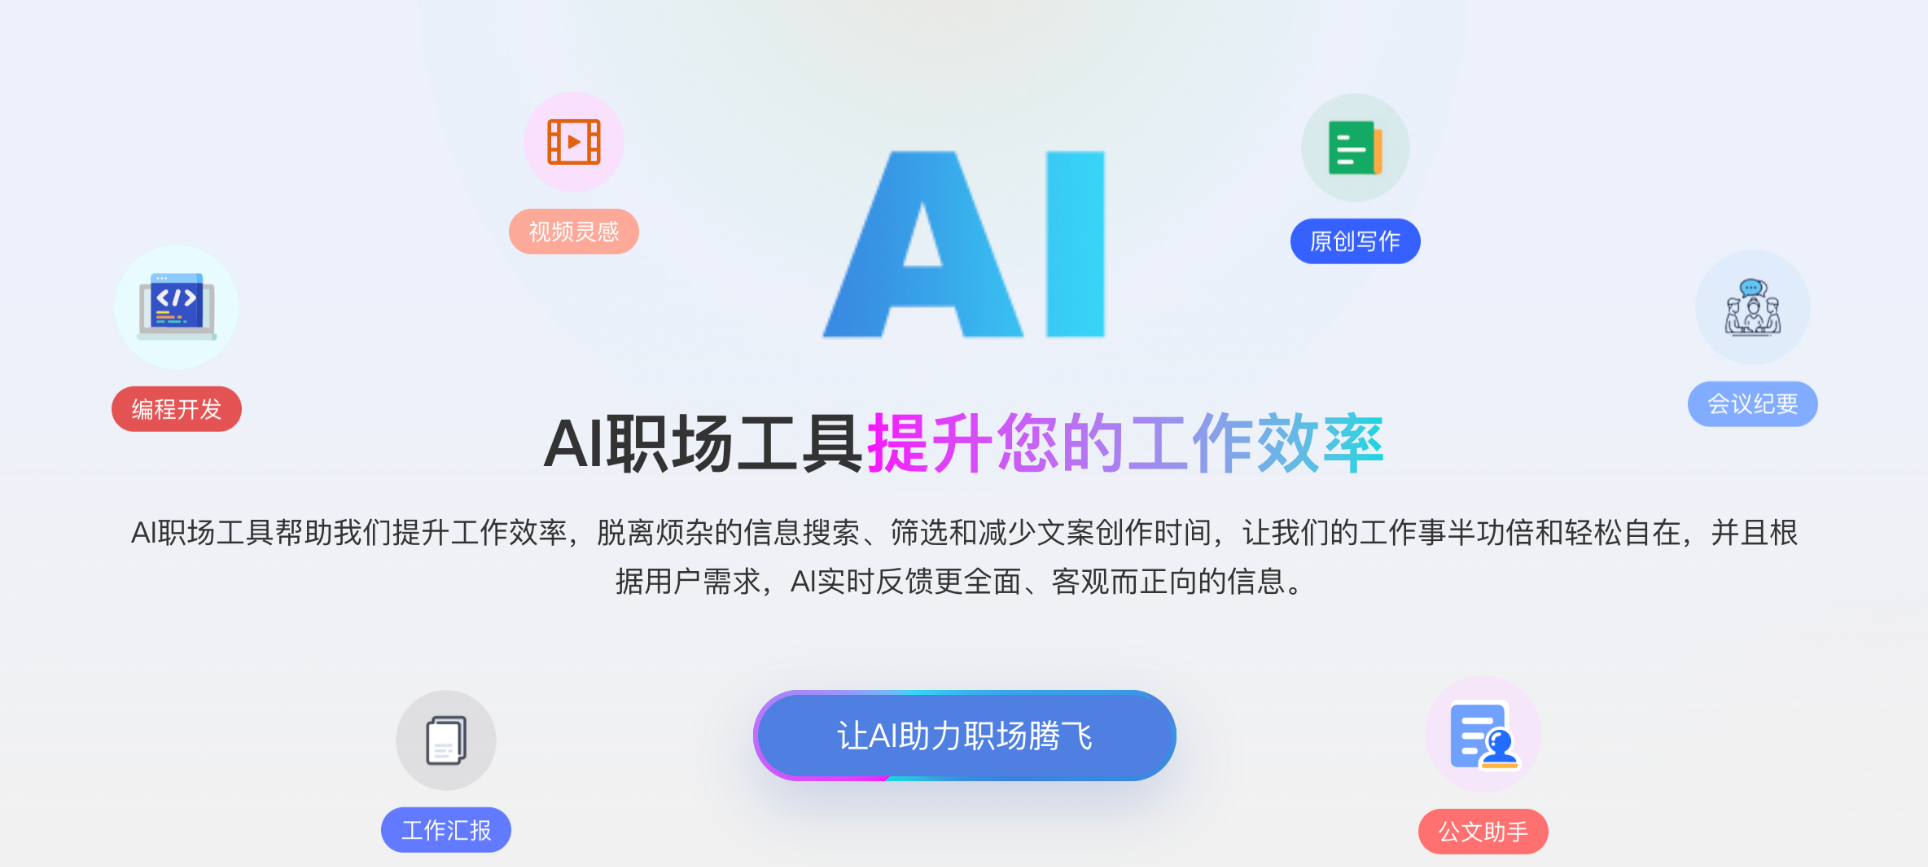 AI
视频灵感
原创写作
编程开发
会议纪要
AI职场工具提升您的工作效率
AI职场工具帮助我们提升工作效率，脱离烦杂的信息搜索、筛选和减少文案创作时间，让我们的工作事半功倍和轻松自在，并且根
据用户需求，AI实时反馈更全面、客观而正向的信息。
让AI助力职场腾飞
工作汇报
公文助手